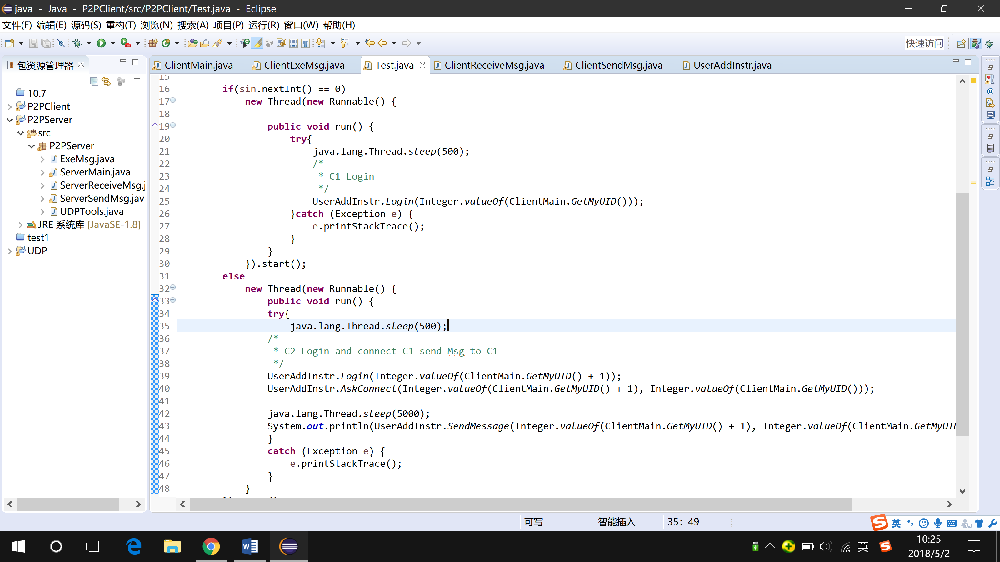 java - Java - P2PClient/src/P2PClient/Test.java - Eclipse
文件(F) 编辑(E) 源码(S) 重构(T) 浏览(N) 搜索(A) 项目(P) 运行(R) 窗口(W) 帮助(H)
快速访问
包资源管理器
10.7
P2PClient
P2PServer
src
P2PServer
ExeMsg.java
ServerMain.java
ServerReceiveMsg.j
ServerSendMsg.jav
UDPTools.java
JRE 系统库 [JavaSE-1.8]
test1
UDP
ClientMain.java ClientExeMsg.java Test.java ClientReceiveMsg.java ClientSendMsg.java UserAddInstr.java
15
16 if(sin.nextInt() == 0)
17 new Thread(new Runnable() {
18
19 public void run() {
20 try{
21 java.lang.Thread.sleep(500);
22 /*
23 * C1 Login
24 */
25 UserAddInstr.Login(Integer.valueOf(ClientMain.GetMyUID()));
26 }catch (Exception e) {
27 e.printStackTrace();
28 }
29 }
30 }).start();
31 else
32 new Thread(new Runnable() {
33 public void run() {
34 try{
35 java.lang.Thread.sleep(500);
36 /*
37 * C2 Login and connect C1 send Msg to C1
38 */
39 UserAddInstr.Login(Integer.valueOf(ClientMain.GetMyUID() + 1));
40 UserAddInstr.AskConnect(Integer.valueOf(ClientMain.GetMyUID() + 1), Integer.valueOf(ClientMain.GetMyUID()));
41
42 java.lang.Thread.sleep(5000);
43 System.out.println(UserAddInstr.SendMessage(Integer.valueOf(ClientMain.GetMyUID() + 1), Integer.valueOf(ClientMain.GetMyUI
44 }
45 catch (Exception e) {
46 e.printStackTrace();
47 }
48 }
可写 智能插入 35: 49
英
英
10:25
2018/5/2